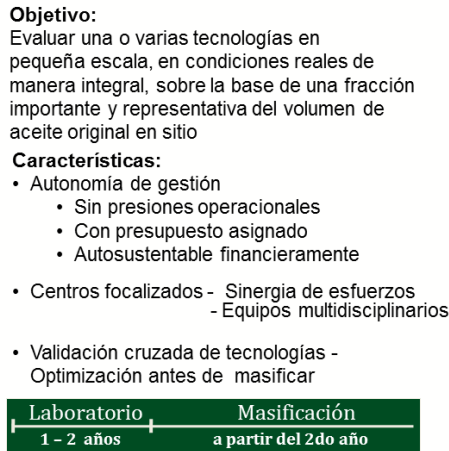 Objetivo:
Evaluar una o varias tecnologías en
pequeña escala, en condiciones reales de
manera integral, sobre la base de una fracción
importante y representativa del volumen de
aceite original en sitio
Características:
• Autonomía de gestión
• Sin presiones operacionales
• Con presupuesto asignado
• Autosustentable financieramente
• Centros focalizados - Sinergia de esfuerzos
- Equipos multidisciplinarios
• Validación cruzada de tecnologías -
Optimización antes de masificar
Laboratorio Masificación
1 – 2 años a partir del 2do año